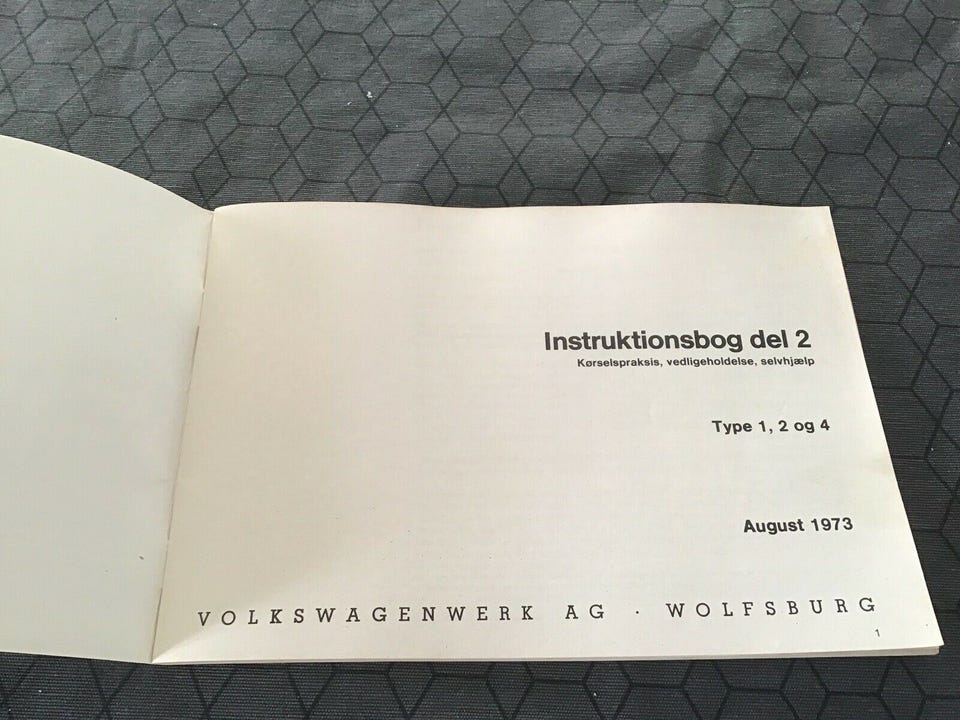 Instruktionsbog del 2
Kørselspraksis, vedligeholdelse, selvhjælp
Type 1, 2 og 4
August 1973
VOLKSWAGENWERK AG · WOLFSBURG
1